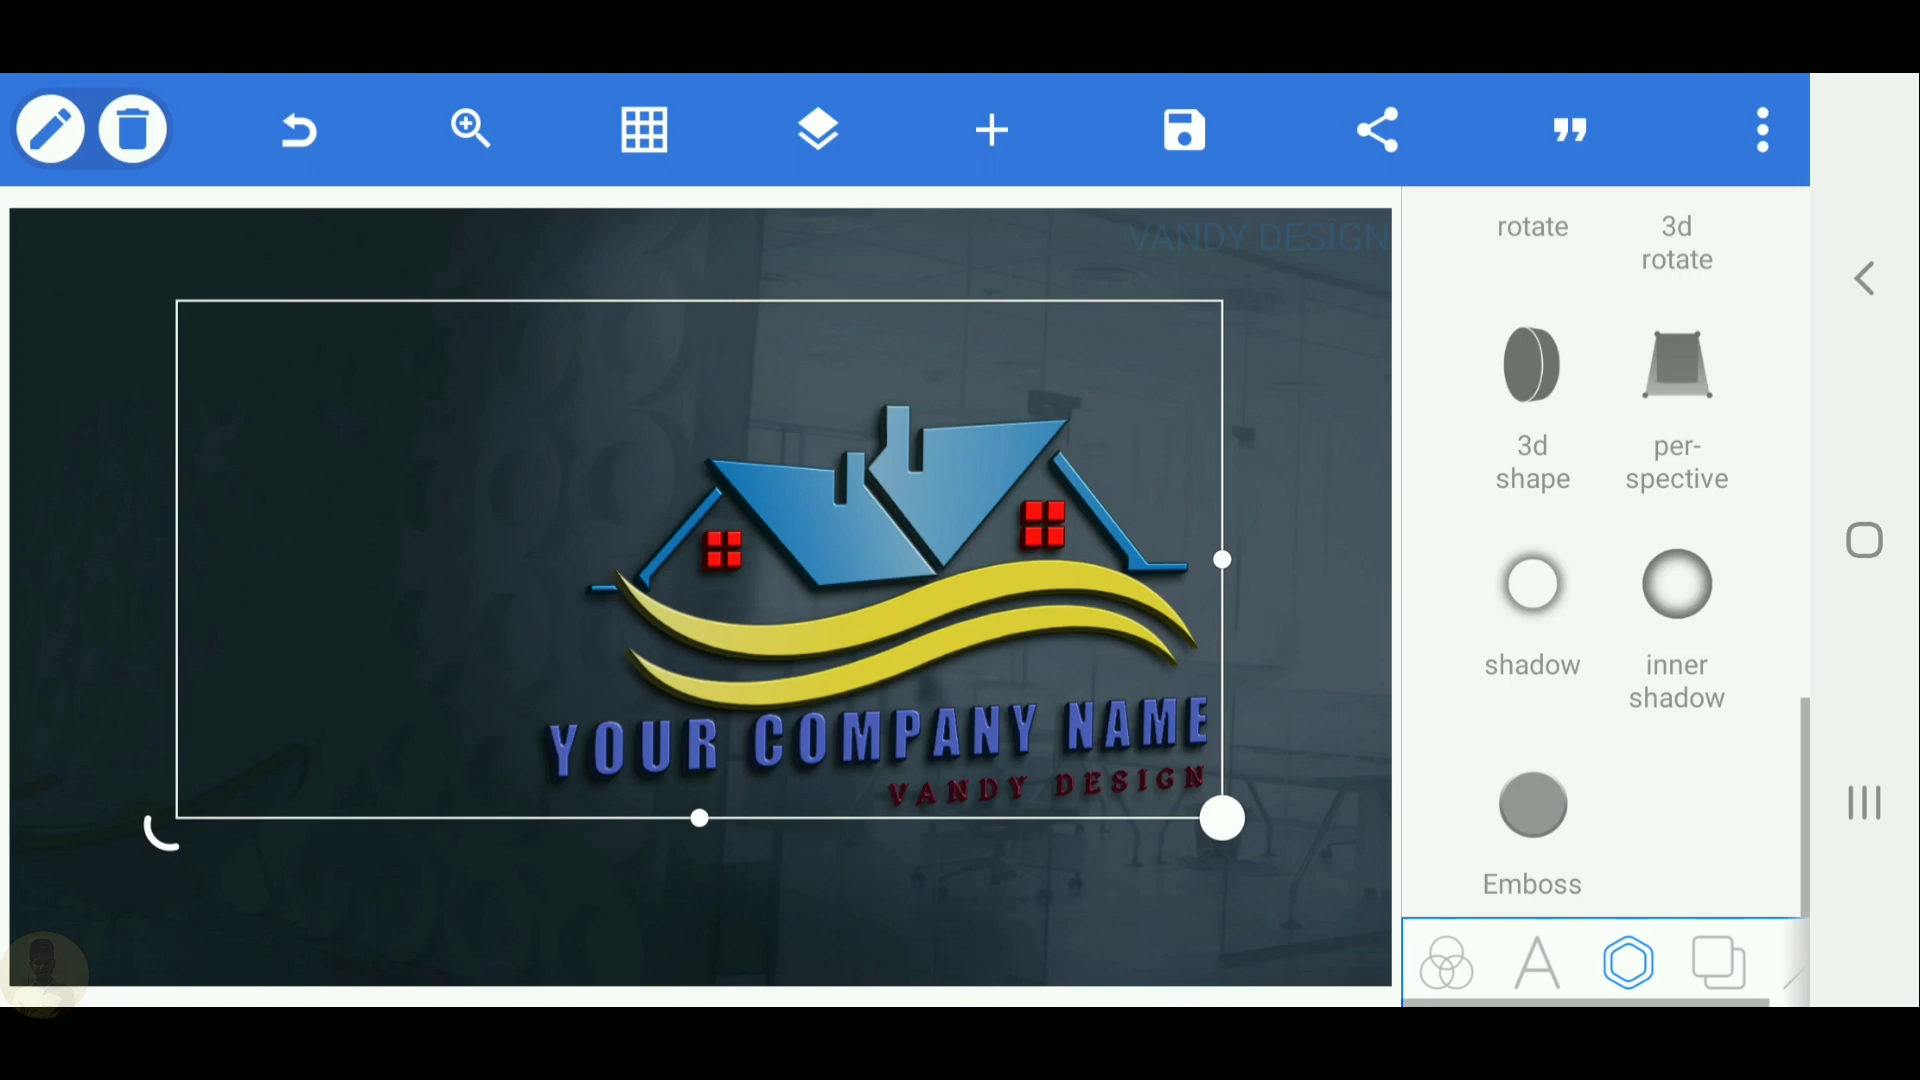 VANDY DESIGN
rotate
3d
rotate
3d
shape
per-
spective
shadow
inner
shadow
Emboss
YOUR COMPANY NAME
VANDY DESIGN